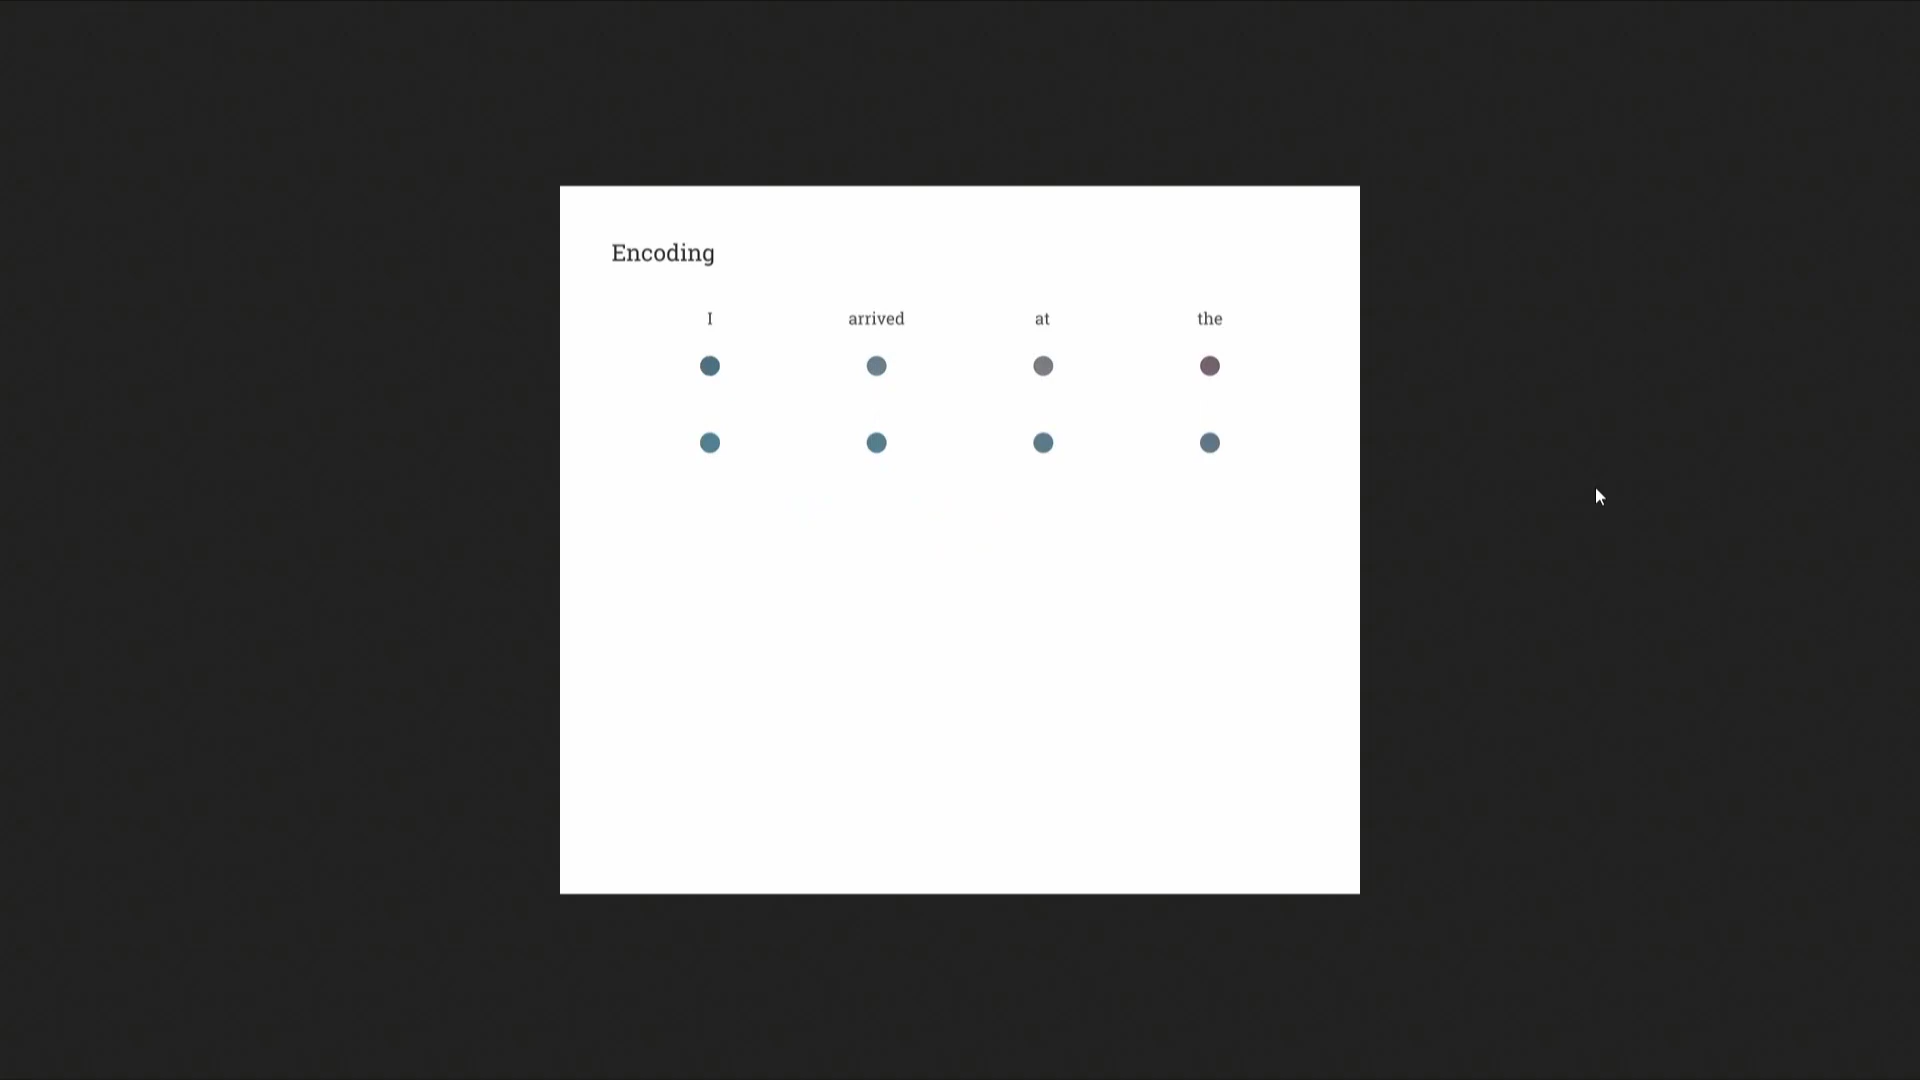 Encoding
I arrived at the